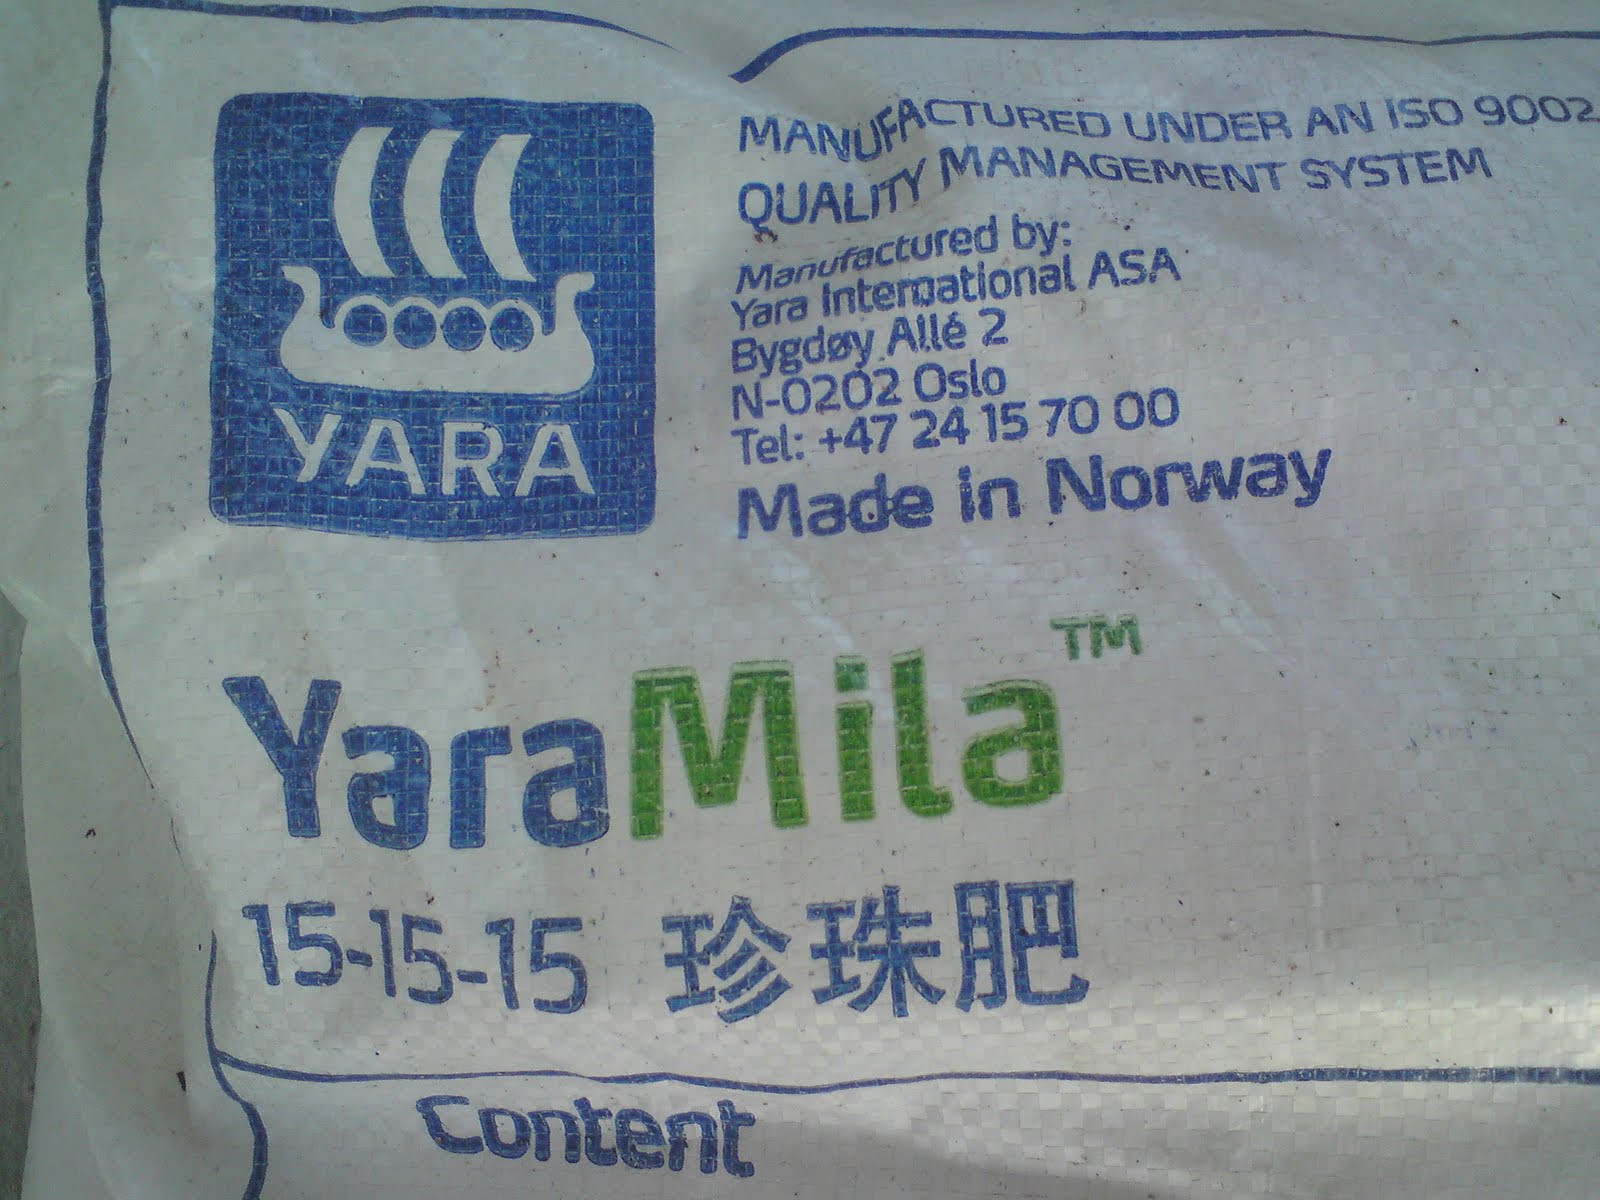 YARA
MANUFACTURED UNDER AN ISO 9002
QUALITY MANAGEMENT SYSTEM
Manufactured by:
Yara International ASA
Bygdøy Allé 2
N-0202 Oslo
Tel: +47 24 15 70 00
Made in Norway
YaraMila™
15-15-15 珍珠肥
Content